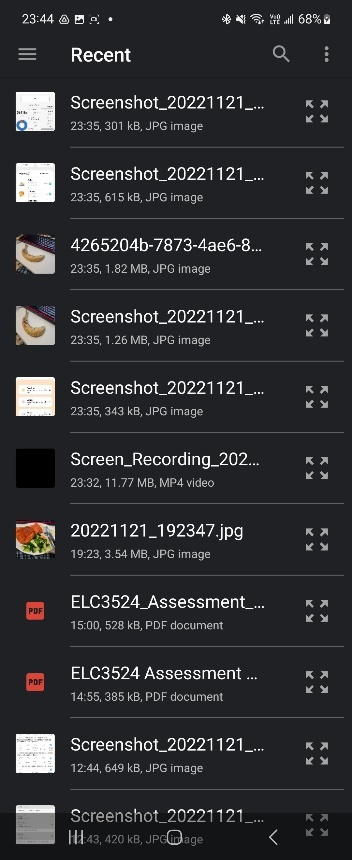 23:44 68%
Recent
Screenshot_20221121_...
23:35, 301 kB, JPG image
Screenshot_20221121_...
23:35, 615 kB, JPG image
4265204b-7873-4ae6-8...
23:35, 1.82 MB, JPG image
Screenshot_20221121_...
23:35, 1.26 MB, JPG image
Screenshot_20221121_...
23:35, 343 kB, JPG image
Screen_Recording_202...
23:32, 11.77 MB, MP4 video
20221121_192347.jpg
19:23, 3.54 MB, JPG image
PDF
ELC3524_Assessment_...
15:00, 528 kB, PDF document
PDF
ELC3524 Assessment ...
14:55, 385 kB, PDF document
Screenshot_20221121_...
12:44, 649 kB, JPG image
Screenshot_20221121_...
12:43, 420 kB, JPG image